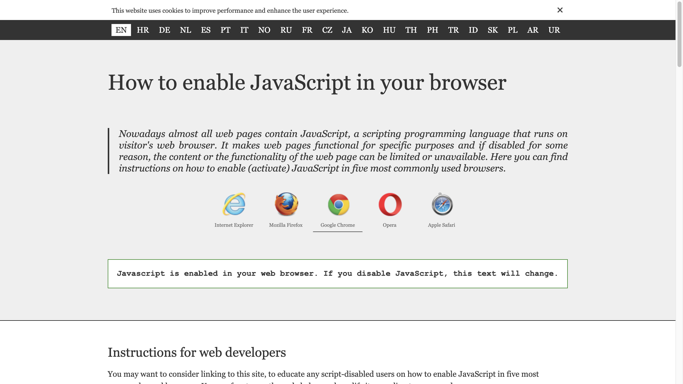 This website uses cookies to improve performance and enhance the user experience.
×
EN HR DE NL ES PT IT NO RU FR CZ JA KO HU TH PH TR ID SK PL AR UR
How to enable JavaScript in your browser
Nowadays almost all web pages contain JavaScript, a scripting programming language that runs on
visitor's web browser. It makes web pages functional for specific purposes and if disabled for some
reason, the content or the functionality of the web page can be limited or unavailable. Here you can find
instructions on how to enable (activate) JavaScript in five most commonly used browsers.
Internet Explorer Mozilla Firefox Google Chrome Opera Apple Safari
Javascript is enabled in your web browser. If you disable JavaScript, this text will change.
Instructions for web developers
You may want to consider linking to this site, to educate any script-disabled users on how to enable JavaScript in five most